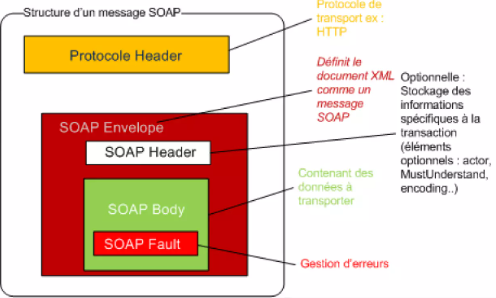 Structure d'un message SOAP
Protocole de
transport ex :
HTTP
Protocole Header
Définit le
document XML
comme un
message
SOAP
Optionnelle :
Stockage des
informations
spécifiques à la
transaction
(éléments
optionnels : actor,
MustUnderstand,
encoding..)
SOAP Envelope
SOAP Header
Contenant des
données à
transporter
SOAP Body
SOAP Fault
Gestion d'erreurs